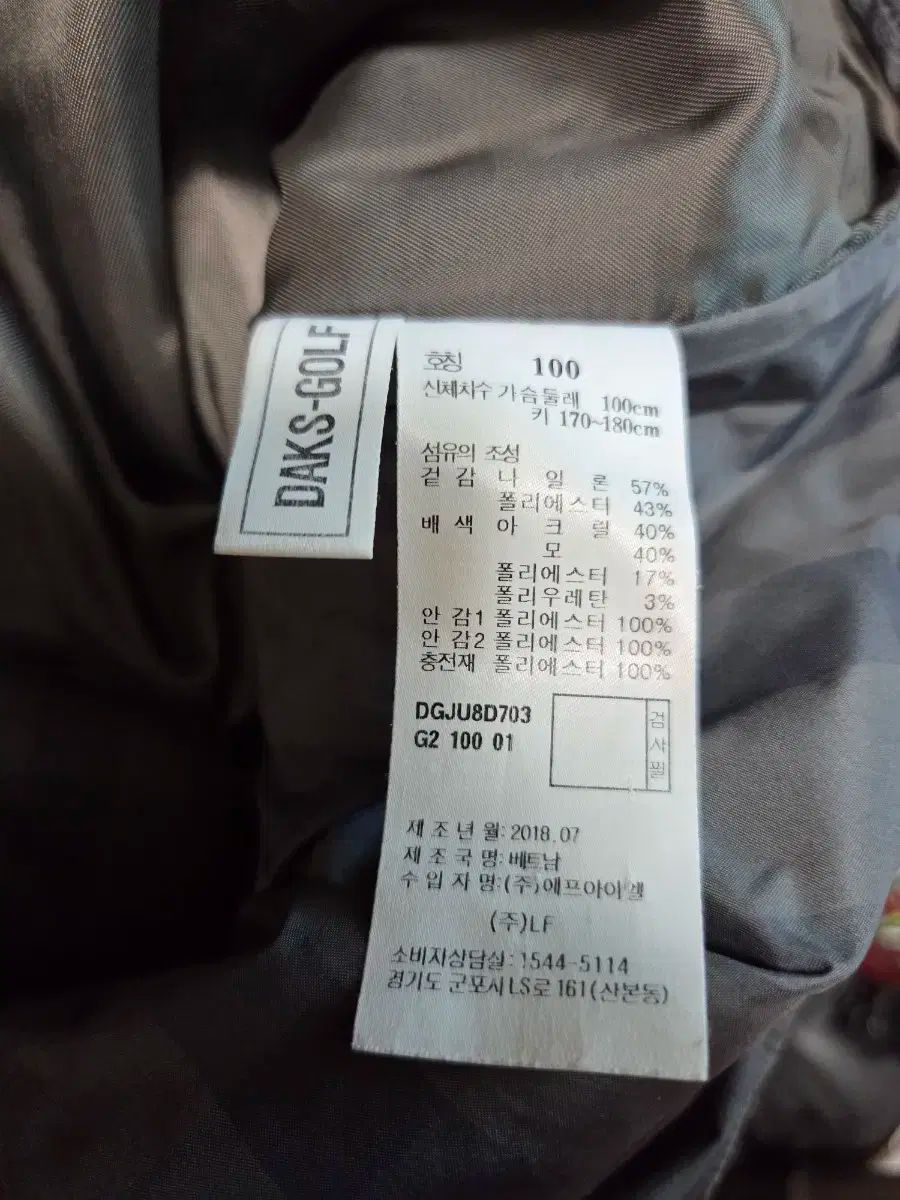 DAKS-GOLF
호칭 100
신체치수 가슴둘레 100cm
키 170~180cm
섬유의 조성
겉감 나일론 57%
폴리에스터 43%
배색 아크릴 40%
모 40%
폴리에스터 17%
폴리우레탄 3%
안감1 폴리에스터 100%
안감2 폴리에스터 100%
충전재 폴리에스터 100%
DGJU8D703
G2 100 01
검사필
제조년월: 2018.07
제조국명: 베트남
수입자명: (주)에프아이엘
(주)LF
소비자상담실: 1544-5114
경기도 군포시 LS로 161(산본동)